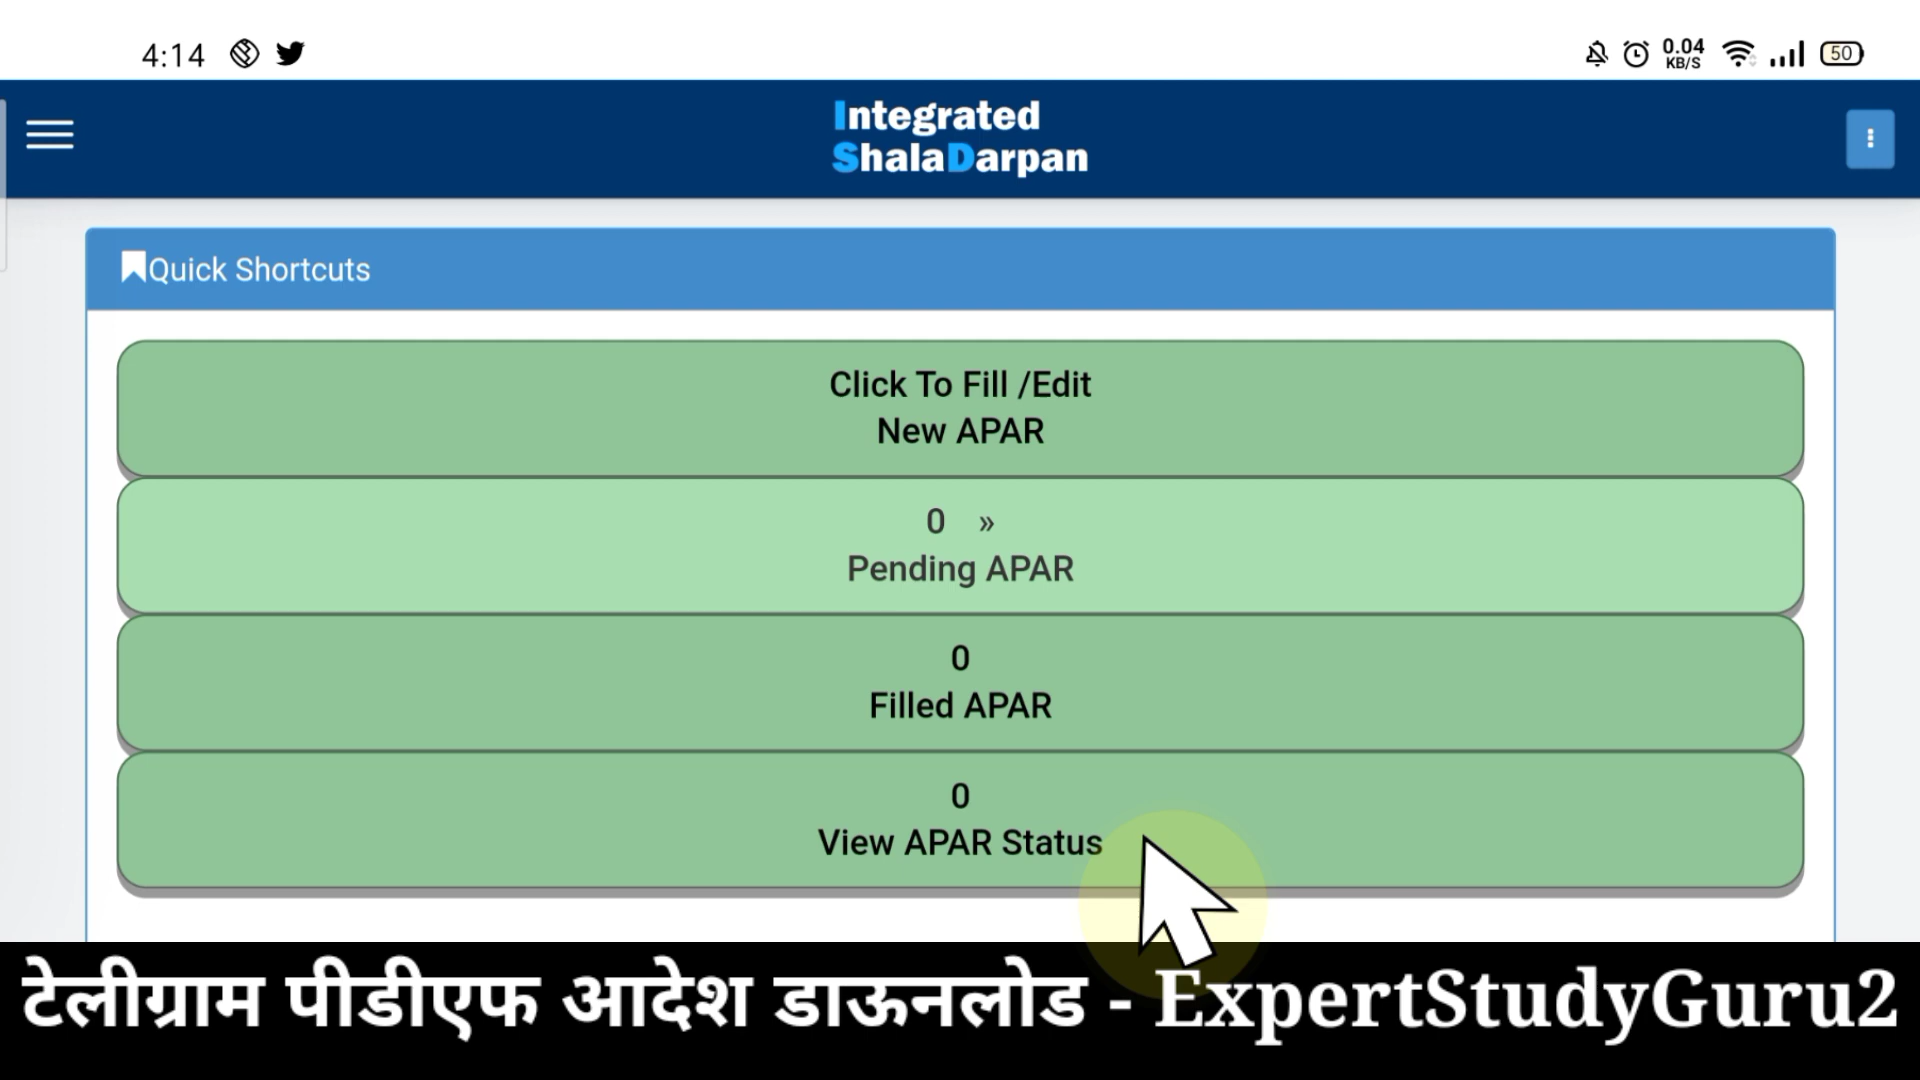 4:14
0.04
KB/S
50
Integrated
ShalaDarpan
Quick Shortcuts
Click To Fill /Edit
New APAR
0 »
Pending APAR
0
Filled APAR
0
View APAR Status
टेलीग्राम पीडीएफ आदेश डाऊनलोड - ExpertStudyGuru2